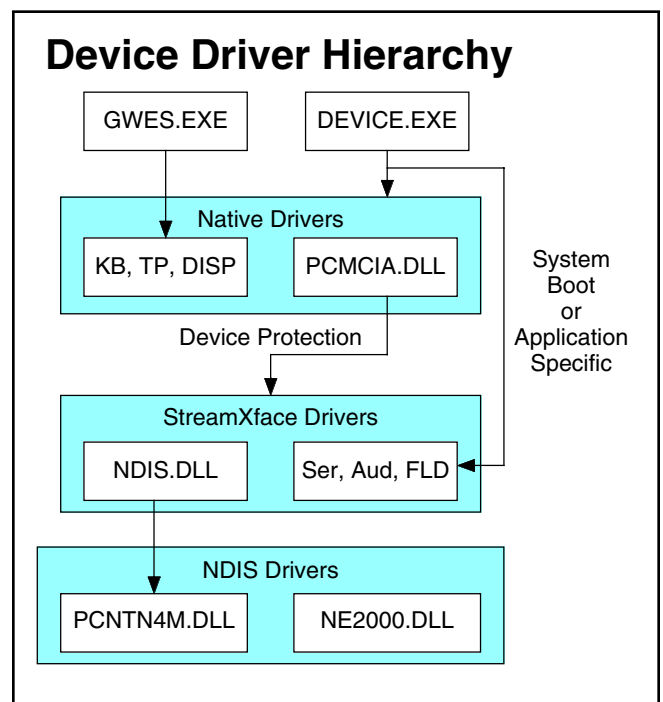 Device Driver Hierarchy
GWES.EXE
DEVICE.EXE
Native Drivers
KB, TP, DISP
PCMCIA.DLL
System
Boot
or
Application
Specific
Device Protection
StreamXface Drivers
NDIS.DLL
Ser, Aud, FLD
NDIS Drivers
PCNTN4M.DLL
NE2000.DLL